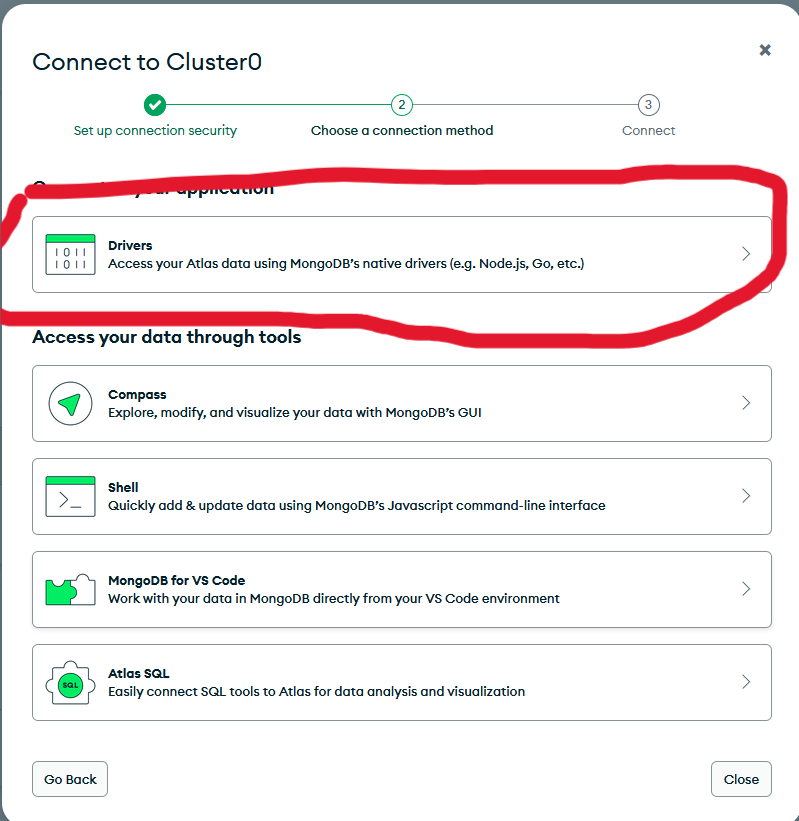 Connect to Cluster0
2
3
Set up connection security
Choose a connection method
Connect
your application
1011
1011
Drivers
Access your Atlas data using MongoDB’s native drivers (e.g. Node.js, Go, etc.)
Access your data through tools
Compass
Explore, modify, and visualize your data with MongoDB’s GUI
>_
Shell
Quickly add & update data using MongoDB’s Javascript command-line interface
MongoDB for VS Code
Work with your data in MongoDB directly from your VS Code environment
SQL
Atlas SQL
Easily connect SQL tools to Atlas for data analysis and visualization
Go Back
Close